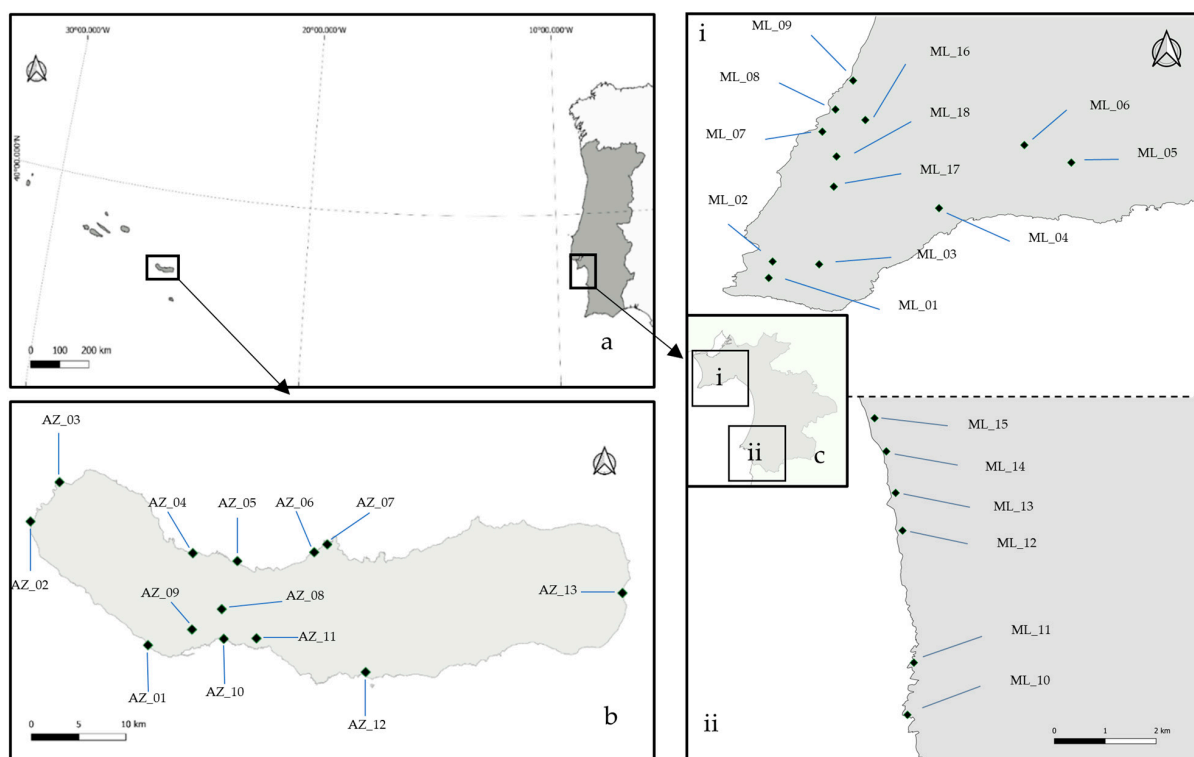 30°00.000'W
20°00.000'W
10°00.000'W
40°00.000'N
0 100 200 km
a
AZ_03
AZ_04
AZ_05
AZ_06
AZ_07
AZ_02
AZ_09
AZ_08
AZ_13
AZ_11
AZ_01
AZ_10
AZ_12
0 5 10 km
b
i
ML_09
ML_16
ML_08
ML_06
ML_18
ML_07
ML_05
ML_17
ML_02
ML_04
ML_03
ML_01
i
ii
c
ML_15
ML_14
ML_13
ML_12
ML_11
ML_10
ii
0 1 2 km